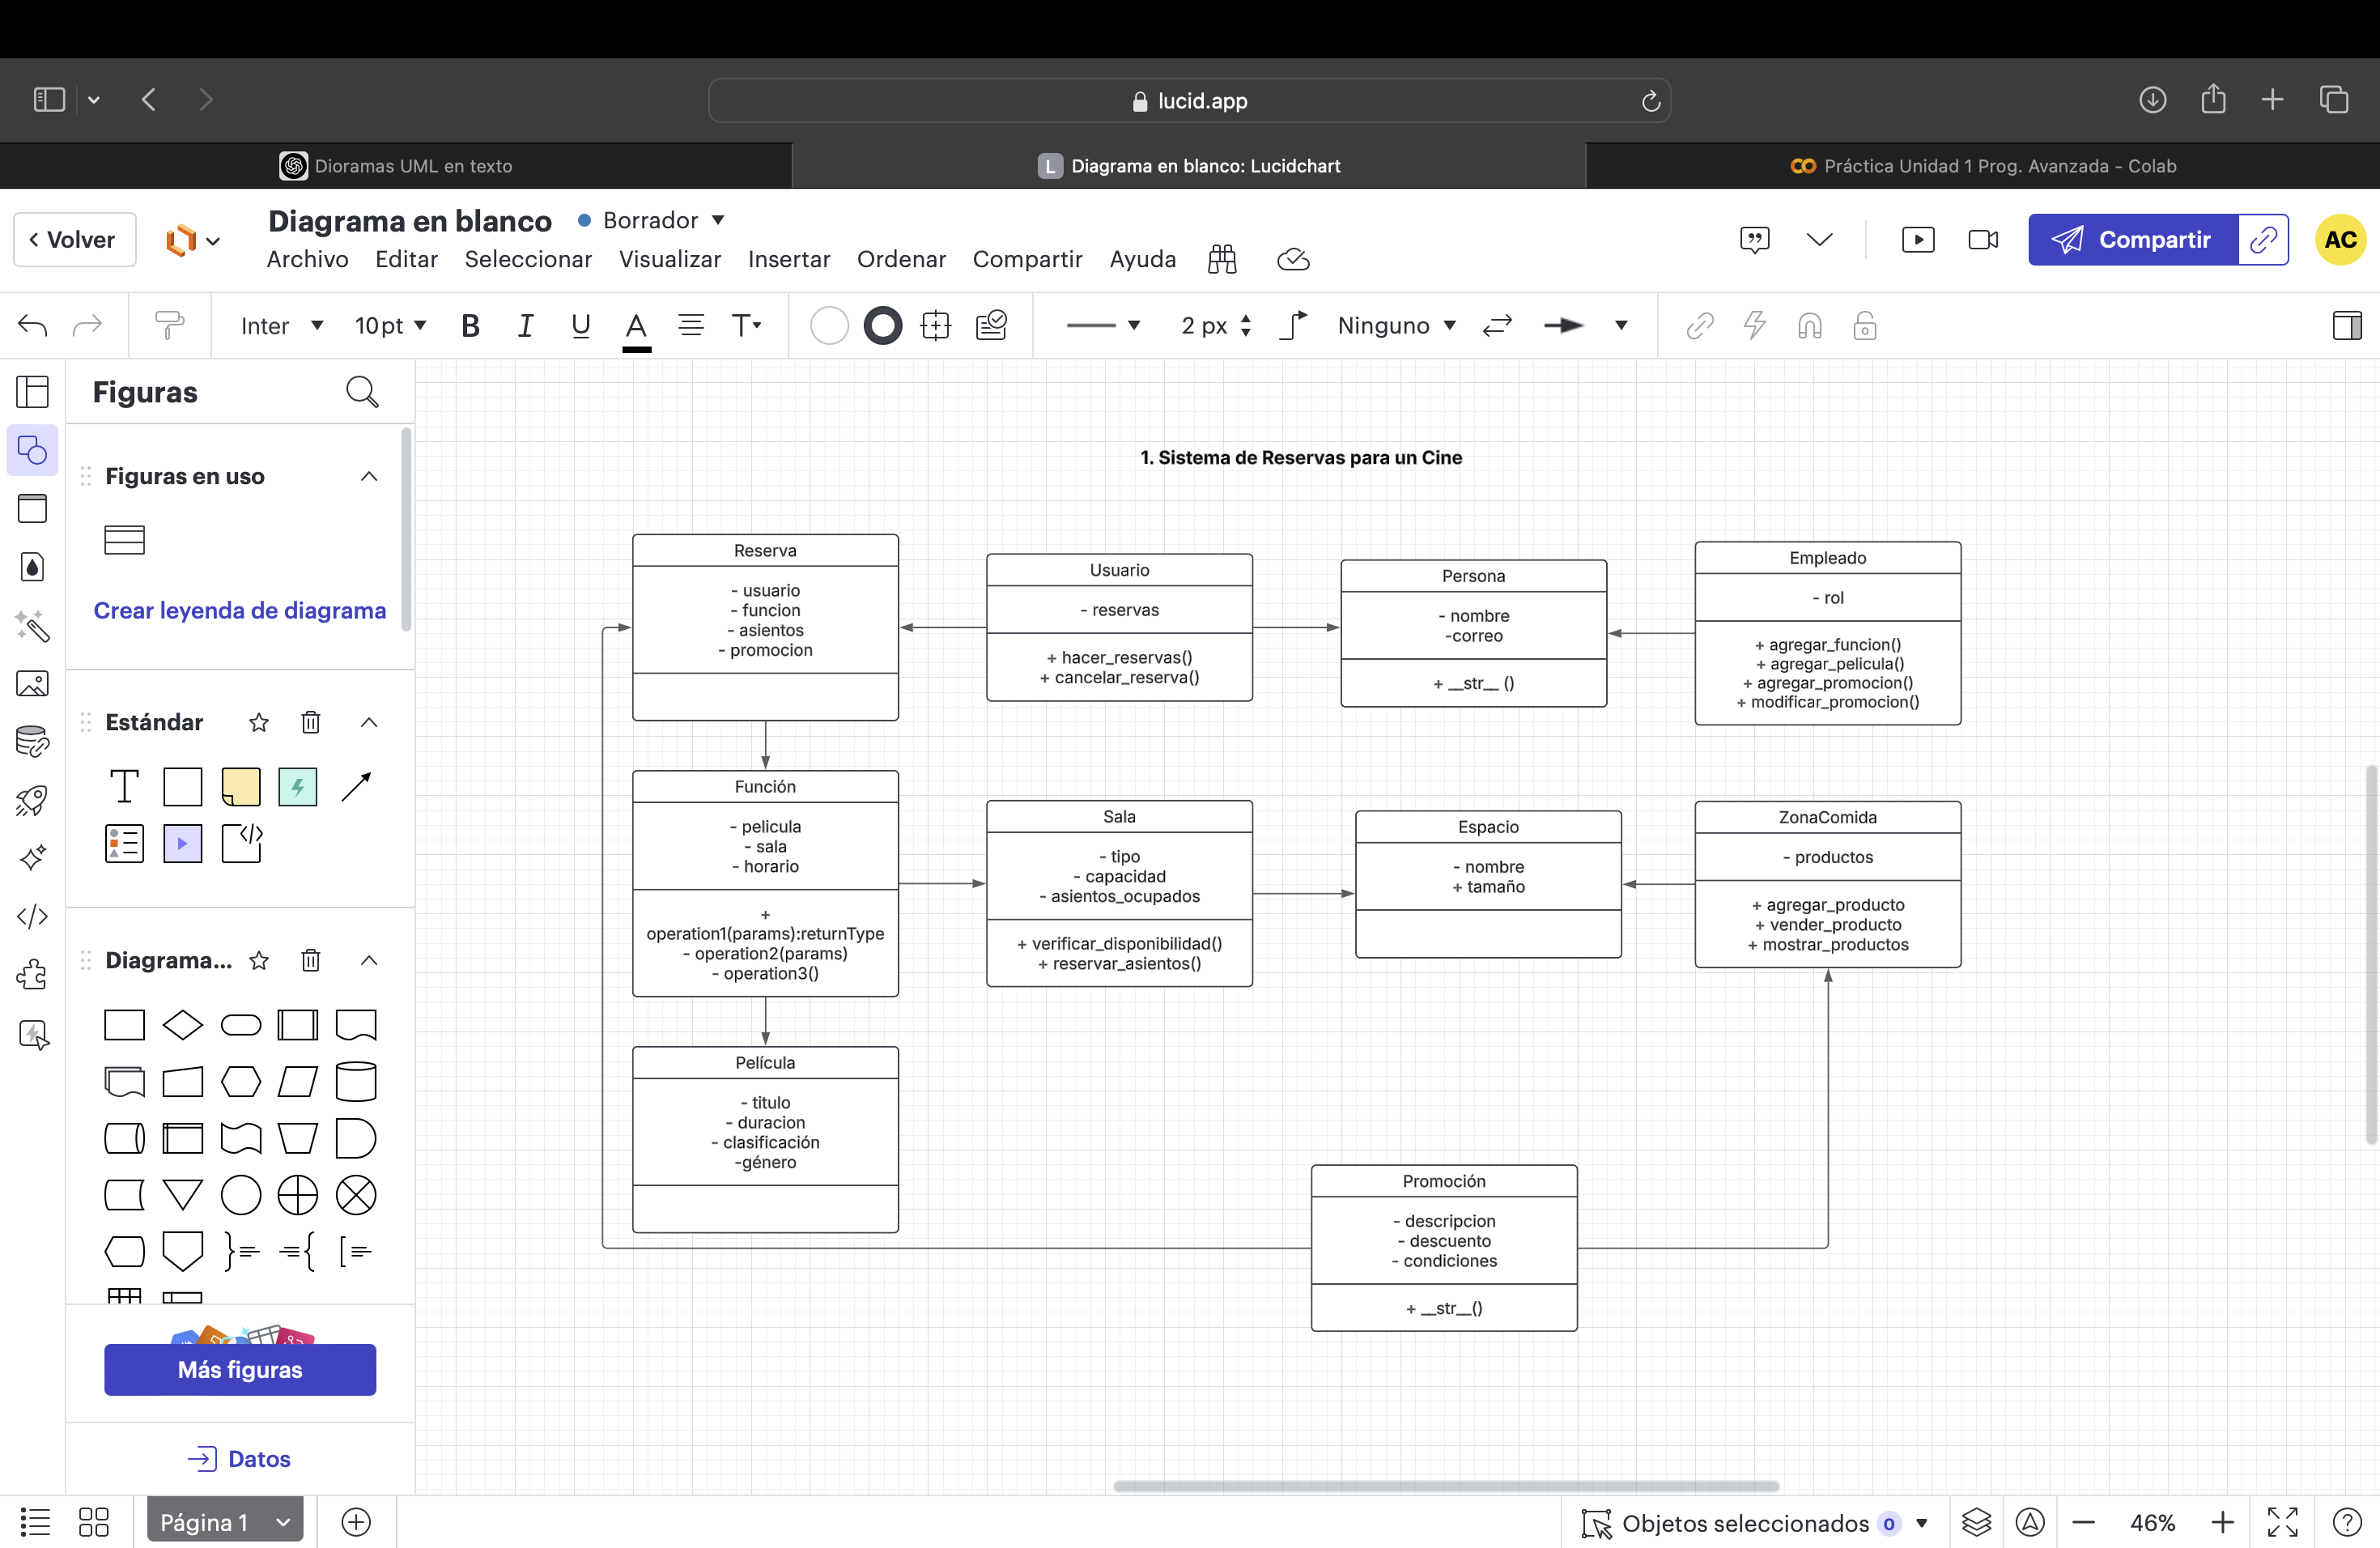 lucid.app
Dioramas UML en texto
L Diagrama en blanco: Lucidchart
Práctica Unidad 1 Prog. Avanzada - Colab
Volver
Diagrama en blanco
Borrador
Archivo Editar Seleccionar Visualizar Insertar Ordenar Compartir Ayuda
Compartir
AC
Inter 10pt B I U A T 2 px Ninguno
Figuras
Figuras en uso
Crear leyenda de diagrama
Estándar
T
Diagrama...
Más figuras
Datos
1. Sistema de Reservas para un Cine
Reserva
- usuario
- funcion
- asientos
- promocion
Usuario
- reservas
+ hacer_reservas()
+ cancelar_reserva()
Persona
- nombre
-correo
+ __str__ ()
Empleado
- rol
+ agregar_funcion()
+ agregar_pelicula()
+ agregar_promocion()
+ modificar_promocion()
Función
- pelicula
- sala
- horario
+
operation1(params):returnType
- operation2(params)
- operation3()
Sala
- tipo
- capacidad
- asientos_ocupados
+ verificar_disponibilidad()
+ reservar_asientos()
Espacio
- nombre
+ tamaño
ZonaComida
- productos
+ agregar_producto
+ vender_producto
+ mostrar_productos
Película
- titulo
- duracion
- clasificación
-género
Promoción
- descripcion
- descuento
- condiciones
+ __str__()
Página 1
Objetos seleccionados 0
46%